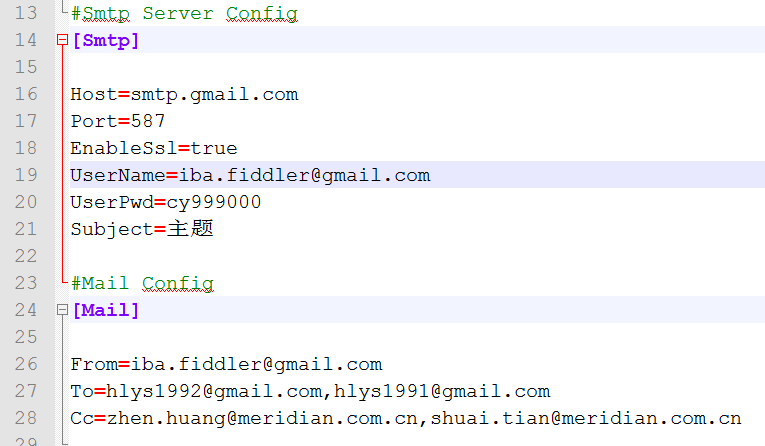 13 #Smtp Server Config
14 [Smtp]
15
16 Host=smtp.gmail.com
17 Port=587
18 EnableSsl=true
19 UserName=iba.fiddler@gmail.com
20 UserPwd=cy999000
21 Subject=主题
22
23 #Mail Config
24 [Mail]
25
26 From=iba.fiddler@gmail.com
27 To=hlys1992@gmail.com,hlys1991@gmail.com
28 Cc=zhen.huang@meridian.com.cn,shuai.tian@meridian.com.cn
29